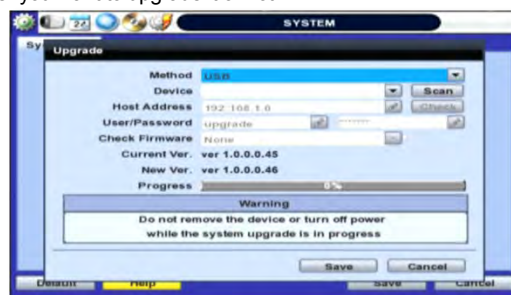 SYSTEM
Upgrade
Method USB
Device Scan
Host Address 192.168.1.0 Check
User/Password upgrade
Check Firmware None
Current Ver. ver 1.0.0.0.45
New Ver. ver 1.0.0.0.46
Progress 0%
Warning
Do not remove the device or turn off power
while the system upgrade is in progress
Save Cancel
Default Help Save Cancel